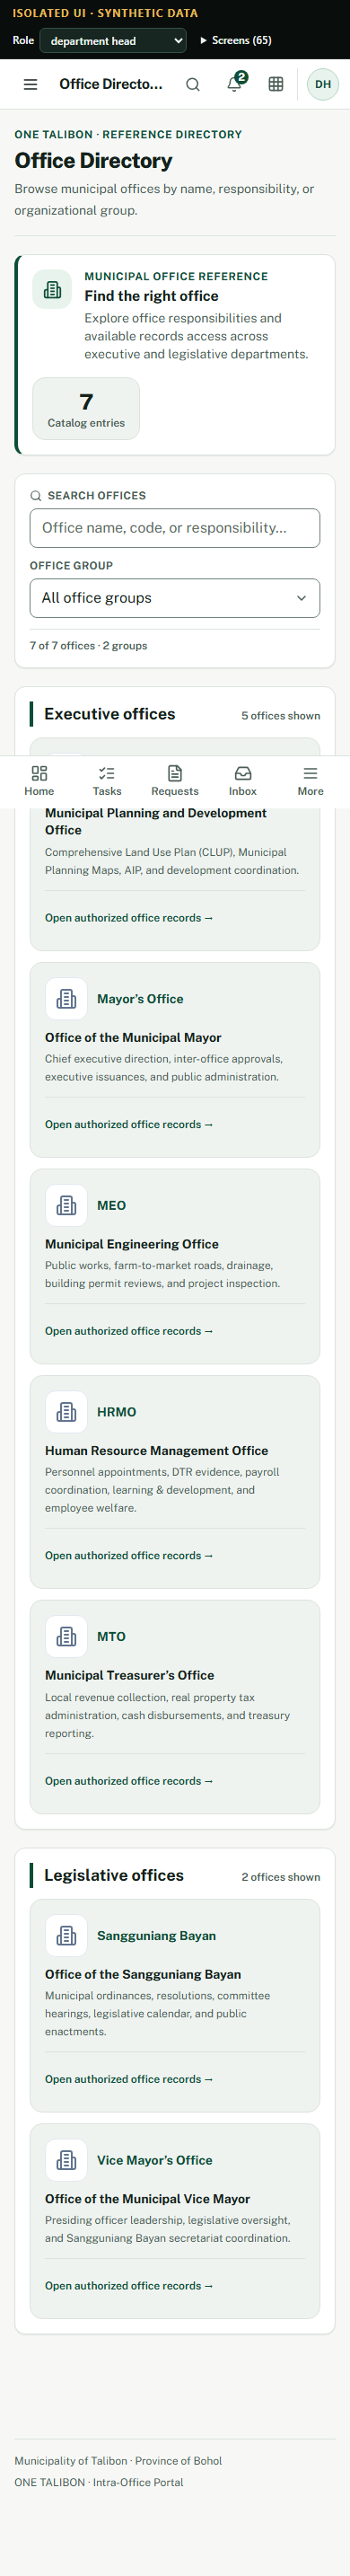 ISOLATED UI · SYNTHETIC DATA
Role department head ▶ Screens (65)
Office Directo... 2 DH
ONE TALIBON · REFERENCE DIRECTORY
Office Directory
Browse municipal offices by name, responsibility, or
organizational group.
MUNICIPAL OFFICE REFERENCE
Find the right office
Explore office responsibilities and
available records access across
executive and legislative departments.
7
Catalog entries
SEARCH OFFICES
Office name, code, or responsibility...
OFFICE GROUP
All office groups
7 of 7 offices · 2 groups
Executive offices 5 offices shown
Home Tasks Requests Inbox More
Municipal Planning and Development
Office
Comprehensive Land Use Plan (CLUP), Municipal
Planning Maps, AIP, and development coordination.
Open authorized office records →
Mayor's Office
Office of the Municipal Mayor
Chief executive direction, inter-office approvals,
executive issuances, and public administration.
Open authorized office records →
MEO
Municipal Engineering Office
Public works, farm-to-market roads, drainage,
building permit reviews, and project inspection.
Open authorized office records →
HRMO
Human Resource Management Office
Personnel appointments, DTR evidence, payroll
coordination, learning & development, and
employee welfare.
Open authorized office records →
MTO
Municipal Treasurer's Office
Local revenue collection, real property tax
administration, cash disbursements, and treasury
reporting.
Open authorized office records →
Legislative offices 2 offices shown
Sangguniang Bayan
Office of the Sangguniang Bayan
Municipal ordinances, resolutions, committee
hearings, legislative calendar, and public
enactments.
Open authorized office records →
Vice Mayor's Office
Office of the Municipal Vice Mayor
Presiding officer leadership, legislative oversight,
and Sangguniang Bayan secretariat coordination.
Open authorized office records →
Municipality of Talibon · Province of Bohol
ONE TALIBON · Intra-Office Portal